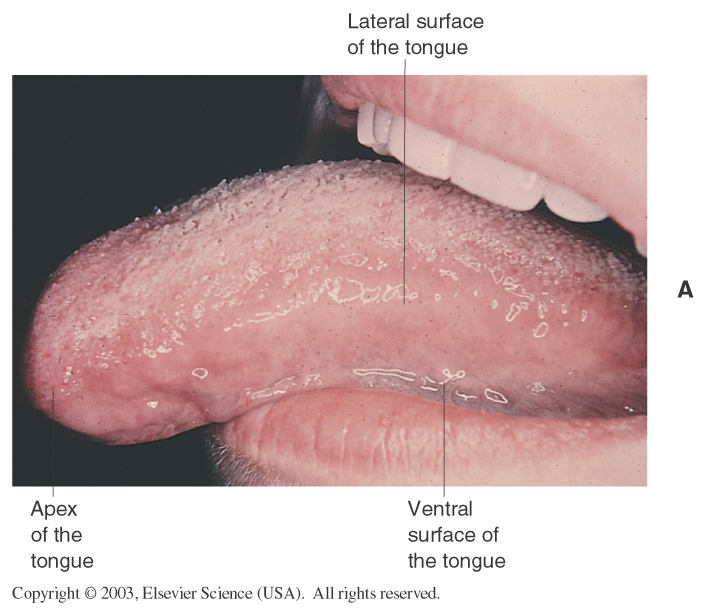 Lateral surface
of the tongue
A
Apex
of the
tongue
Ventral
surface of
the tongue
Copyright © 2003, Elsevier Science (USA).  All rights reserved.